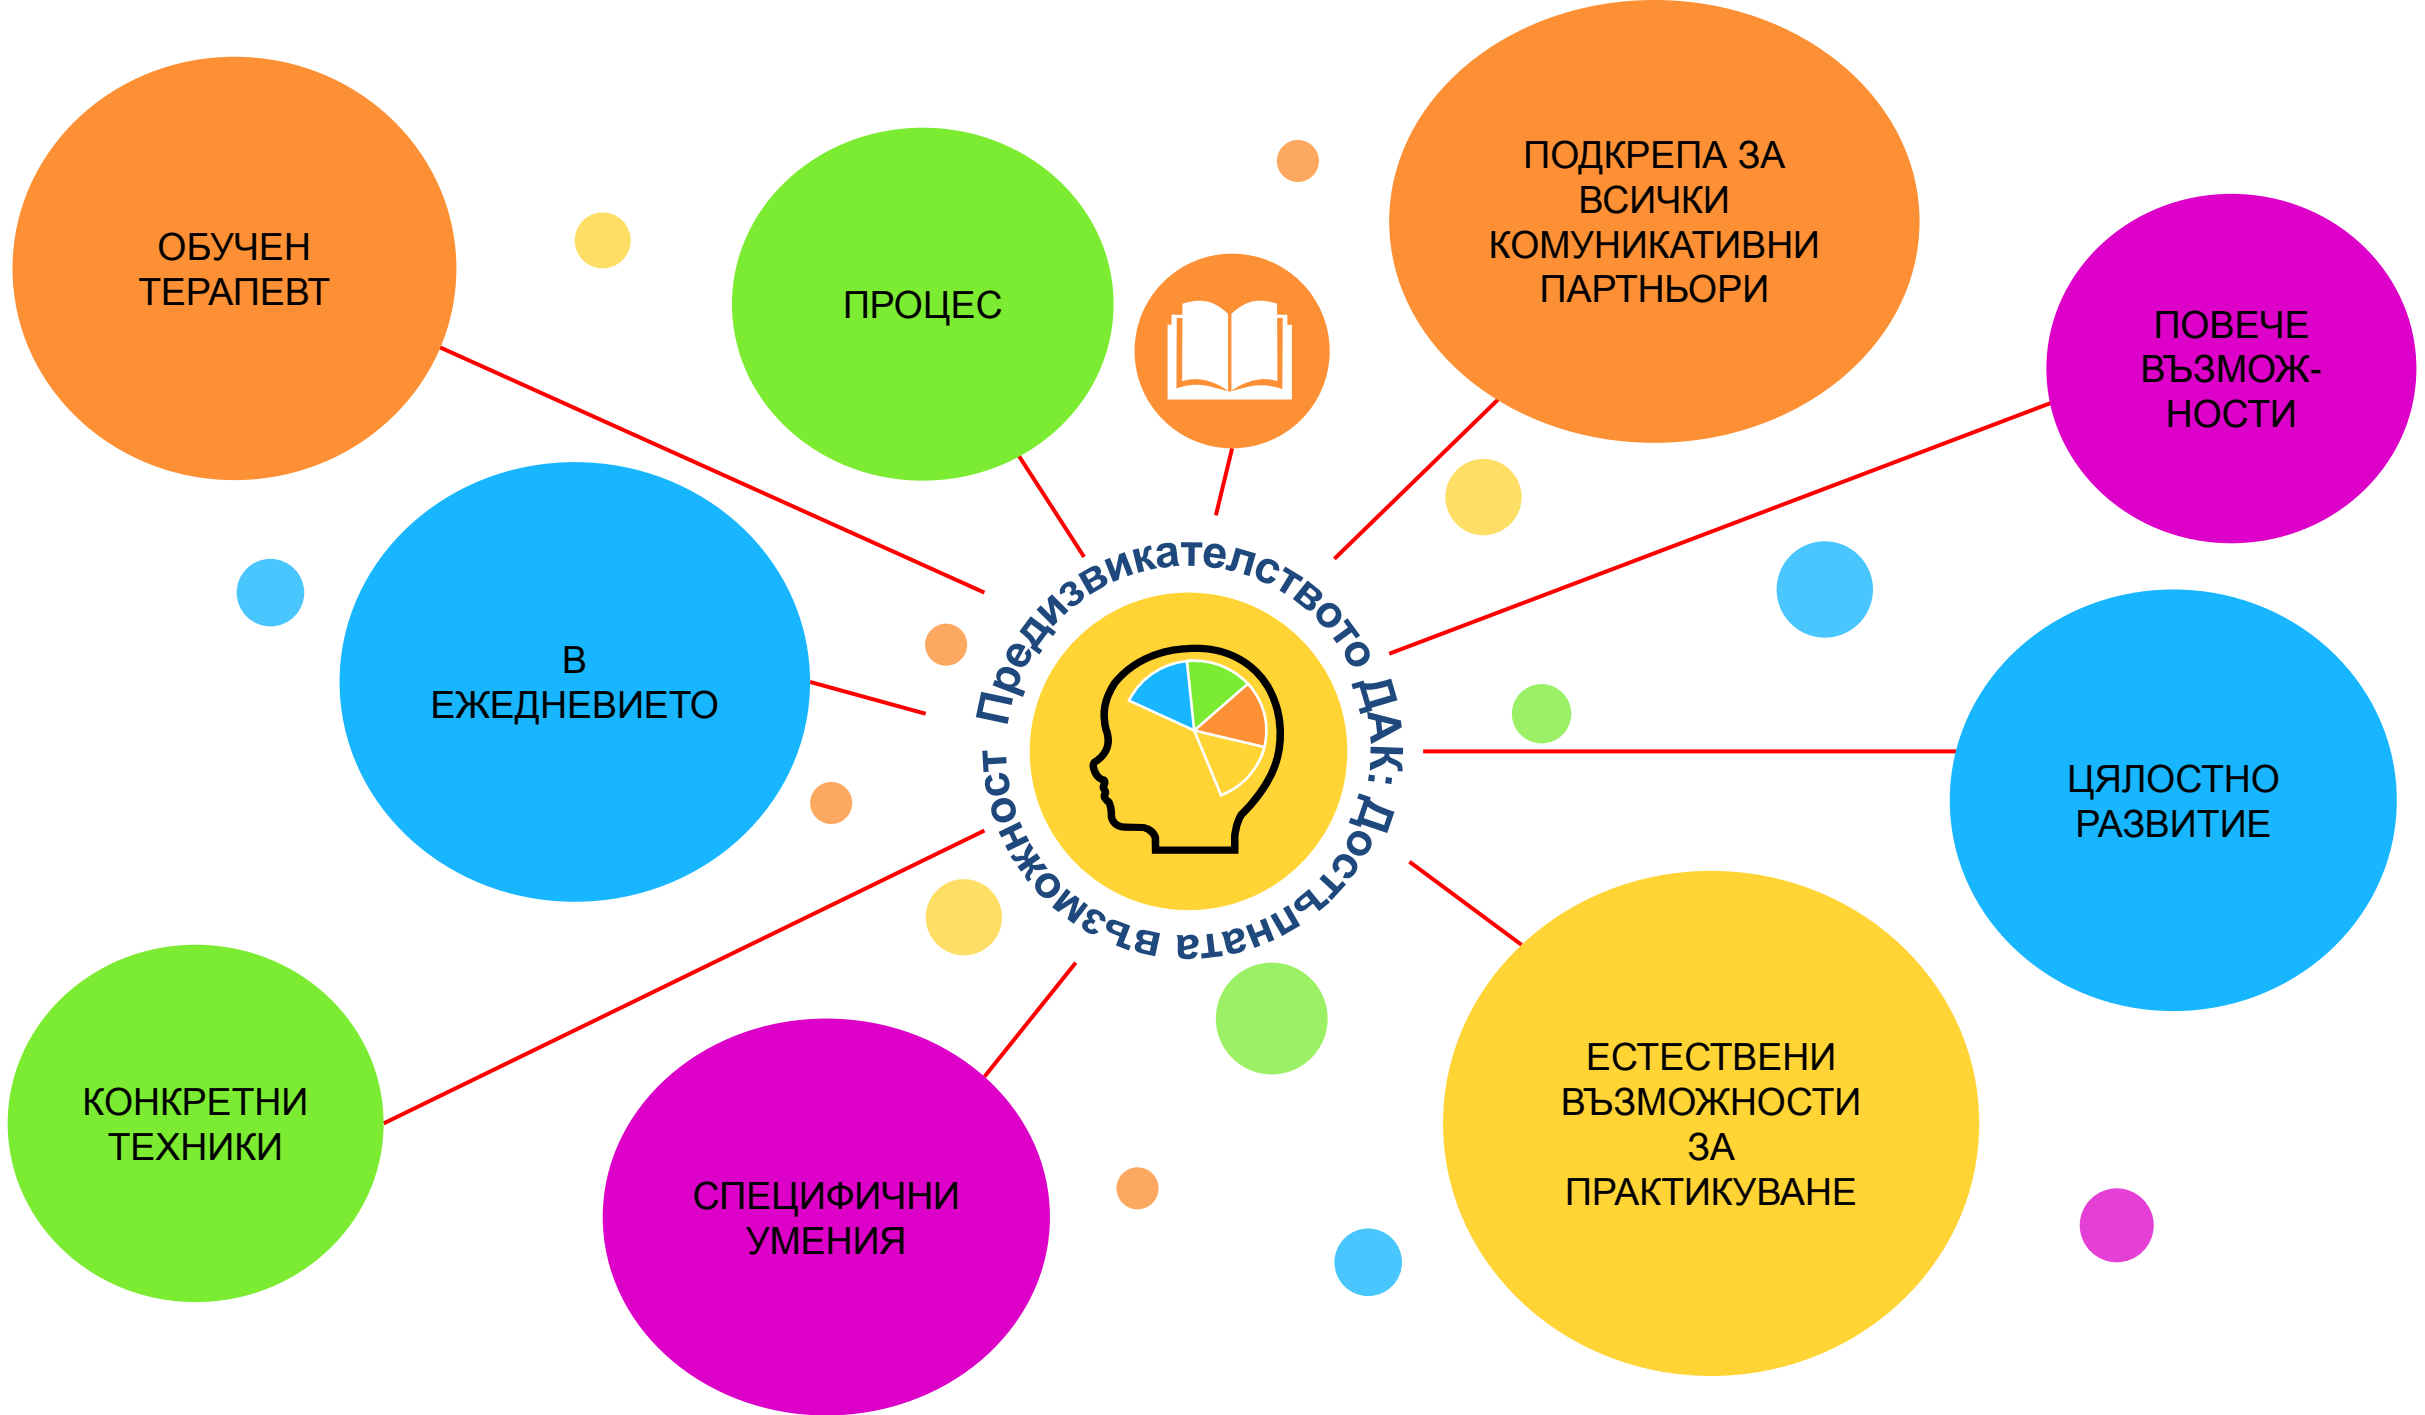 ОБУЧЕН
ТЕРАПЕВТ
ПРОЦЕС
ПОДКРЕПА ЗА
ВСИЧКИ
КОМУНИКАТИВНИ
ПАРТНЬОРИ
ПОВЕЧЕ
ВЪЗМОЖ-
НОСТИ
В
ЕЖЕДНЕВИЕТО
Предизвикателството ДАК: Достъпната възможност
ЦЯЛОСТНО
РАЗВИТИЕ
КОНКРЕТНИ
ТЕХНИКИ
СПЕЦИФИЧНИ
УМЕНИЯ
ЕСТЕСТВЕНИ
ВЪЗМОЖНОСТИ
ЗА
ПРАКТИКУВАНЕ